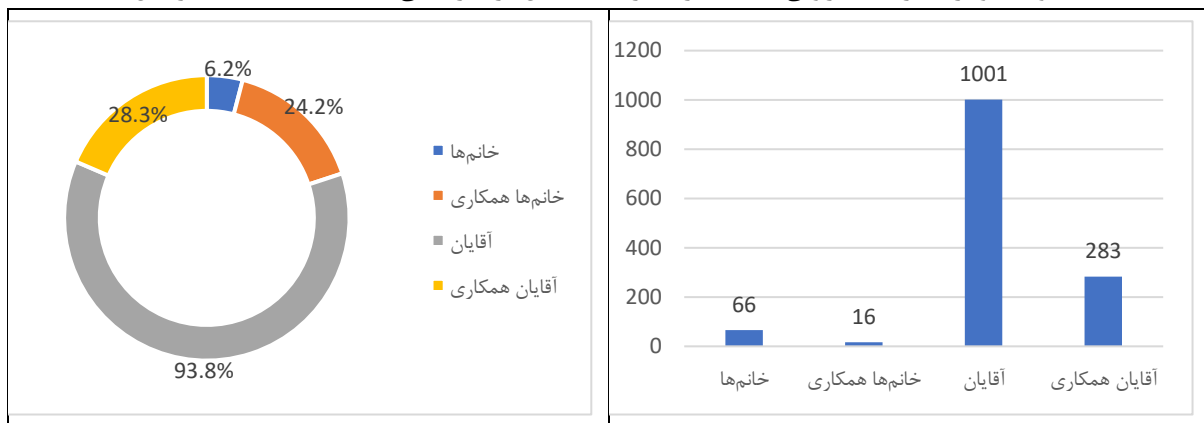 6.2%
24.2%
28.3%
93.8%
خانم‌ها
خانم‌ها همکاری
آقایان
آقایان همکاری
1200
1000
800
600
400
200
0
66
16
1001
283
خانم‌ها
خانم‌ها همکاری
آقایان
آقایان همکاری